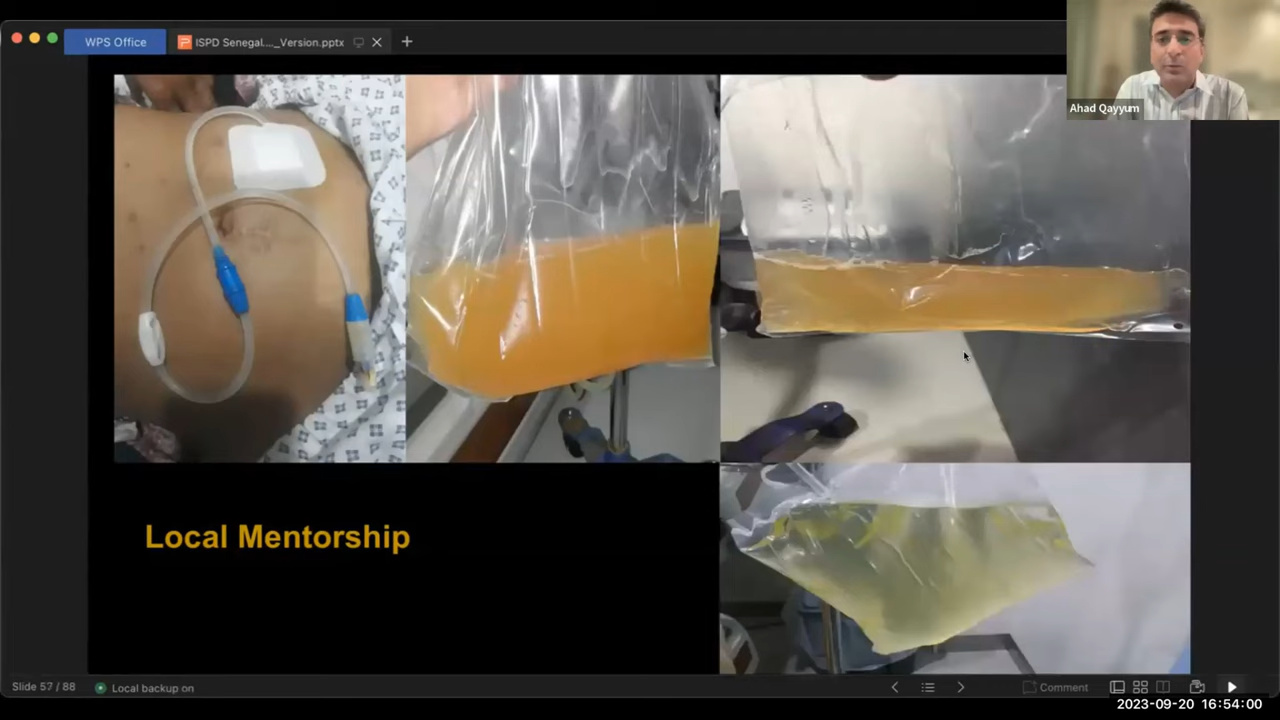 WPS Office
ISPD Senegal...._Version.pptx
Ahad Qayyum
Local Mentorship
Slide 57 / 88
Local backup on
Comment
2023-09-20 16:54:00